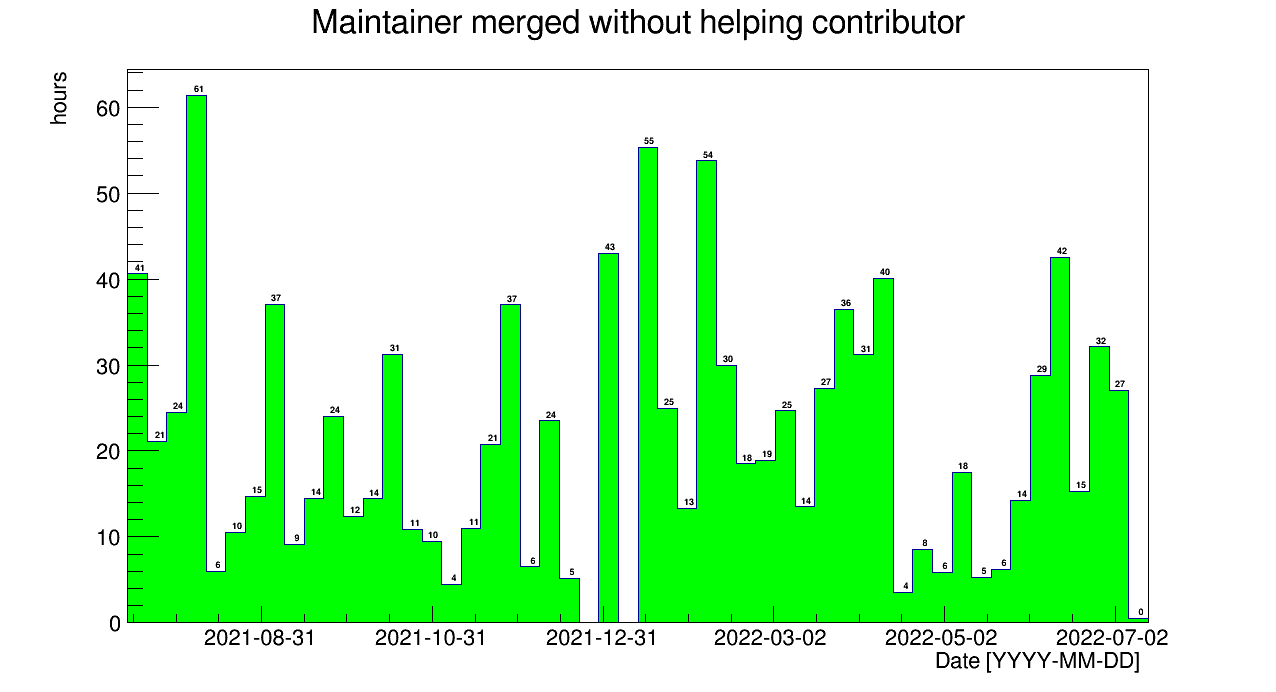 Maintainer merged without helping contributor
hours
60
50
40
30
20
10
0
41 21 24 61 6 10 15 37 9 14 24 12 14 31 11 10 4 11 21 37 6 24 5 43 55 25 13 54 30 18 19 25 14 27 36 31 40 4 8 6 18 5 6 14 29 42 15 32 27 0
2021-08-31 2021-10-31 2021-12-31 2022-03-02 2022-05-02 2022-07-02
Date [YYYY-MM-DD]